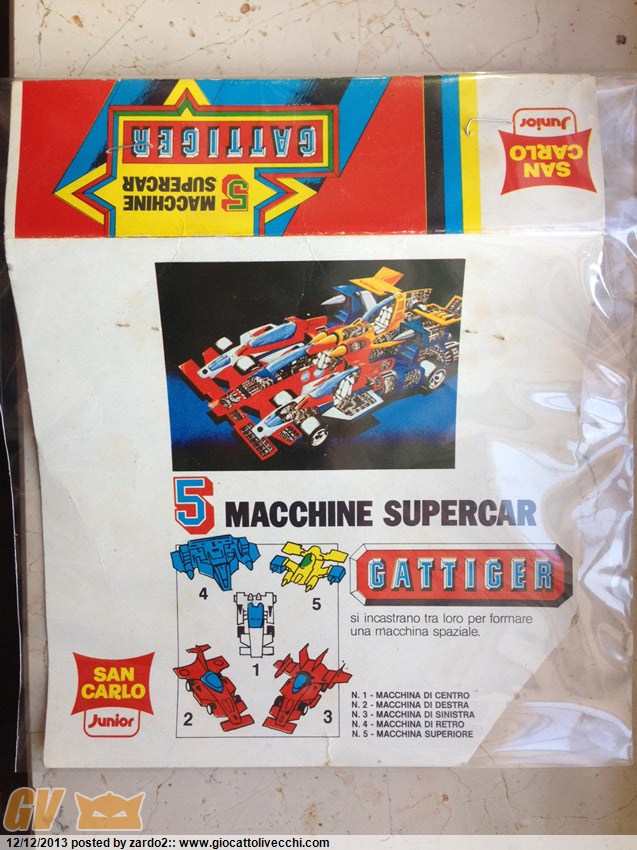 GATTIGER
5 MACCHINE
SUPERCAR
SAN
CARLO
Junior
5 MACCHINE SUPERCAR
GATTIGER
si incastrano tra loro per formare
una macchina spaziale.
4
5
1
2
3
N. 1 - MACCHINA DI CENTRO
N. 2 - MACCHINA DI DESTRA
N. 3 - MACCHINA DI SINISTRA
N. 4 - MACCHINA DI RETRO
N. 5 - MACCHINA SUPERIORE
SAN
CARLO
Junior
GV
12/12/2013 posted by zardo2:: www.giocattolivecchi.com